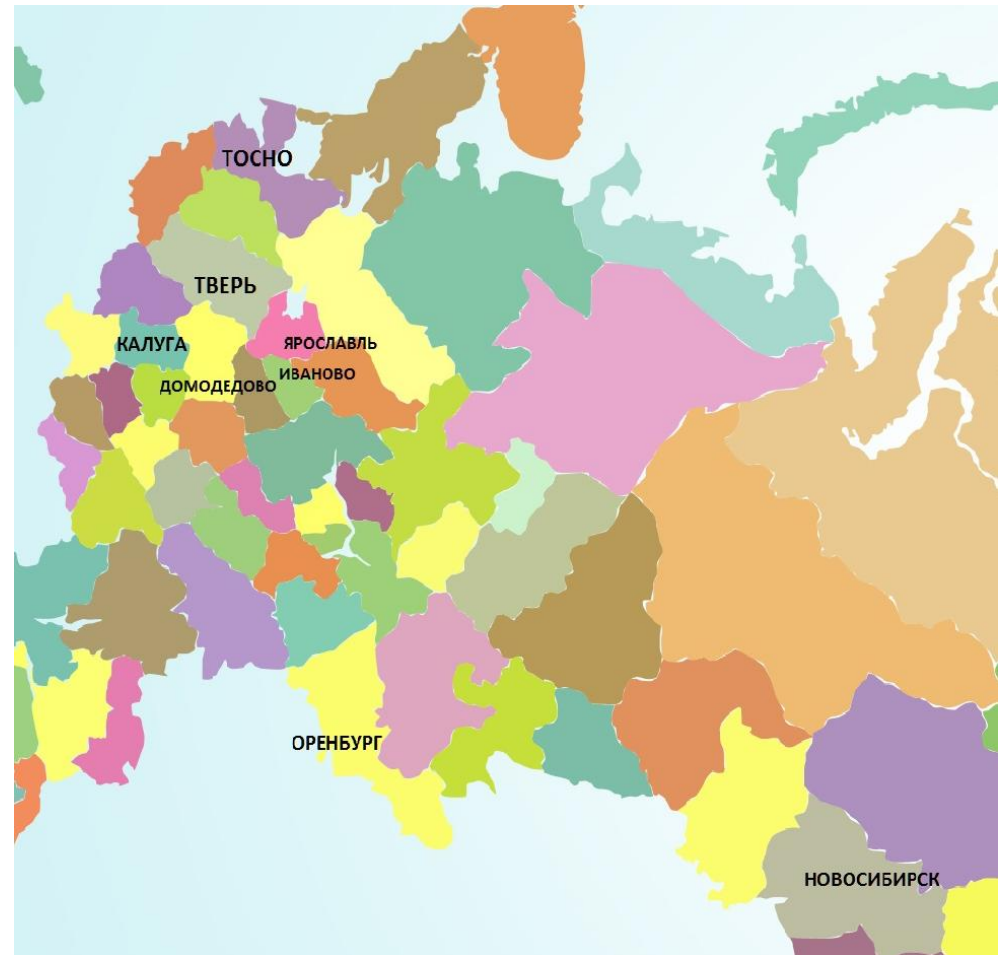 ТОСНО
ТВЕРЬ
КАЛУГА
ЯРОСЛАВЛЬ
ИВАНОВО
ДОМОДЕДОВО
ОРЕНБУРГ
НОВОСИБИРСК